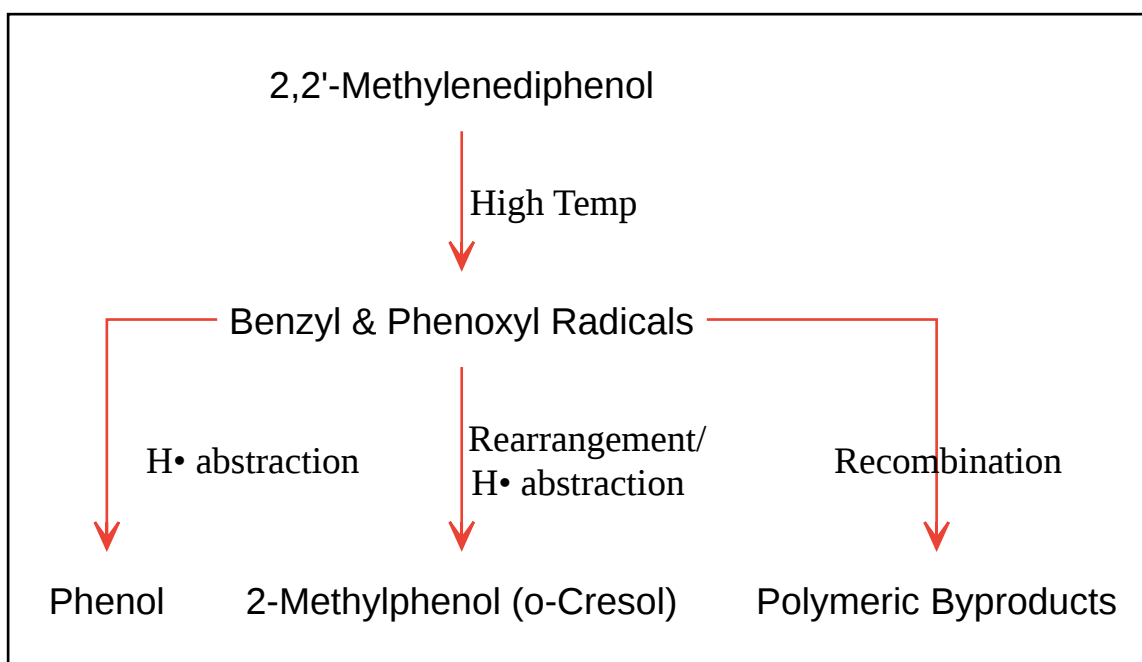 2,2'-Methylenediphenol
High Temp
Benzyl & Phenoxyl Radicals
H• abstraction
Rearrangement/
H• abstraction
Recombination
Phenol
2-Methylphenol (o-Cresol)
Polymeric Byproducts